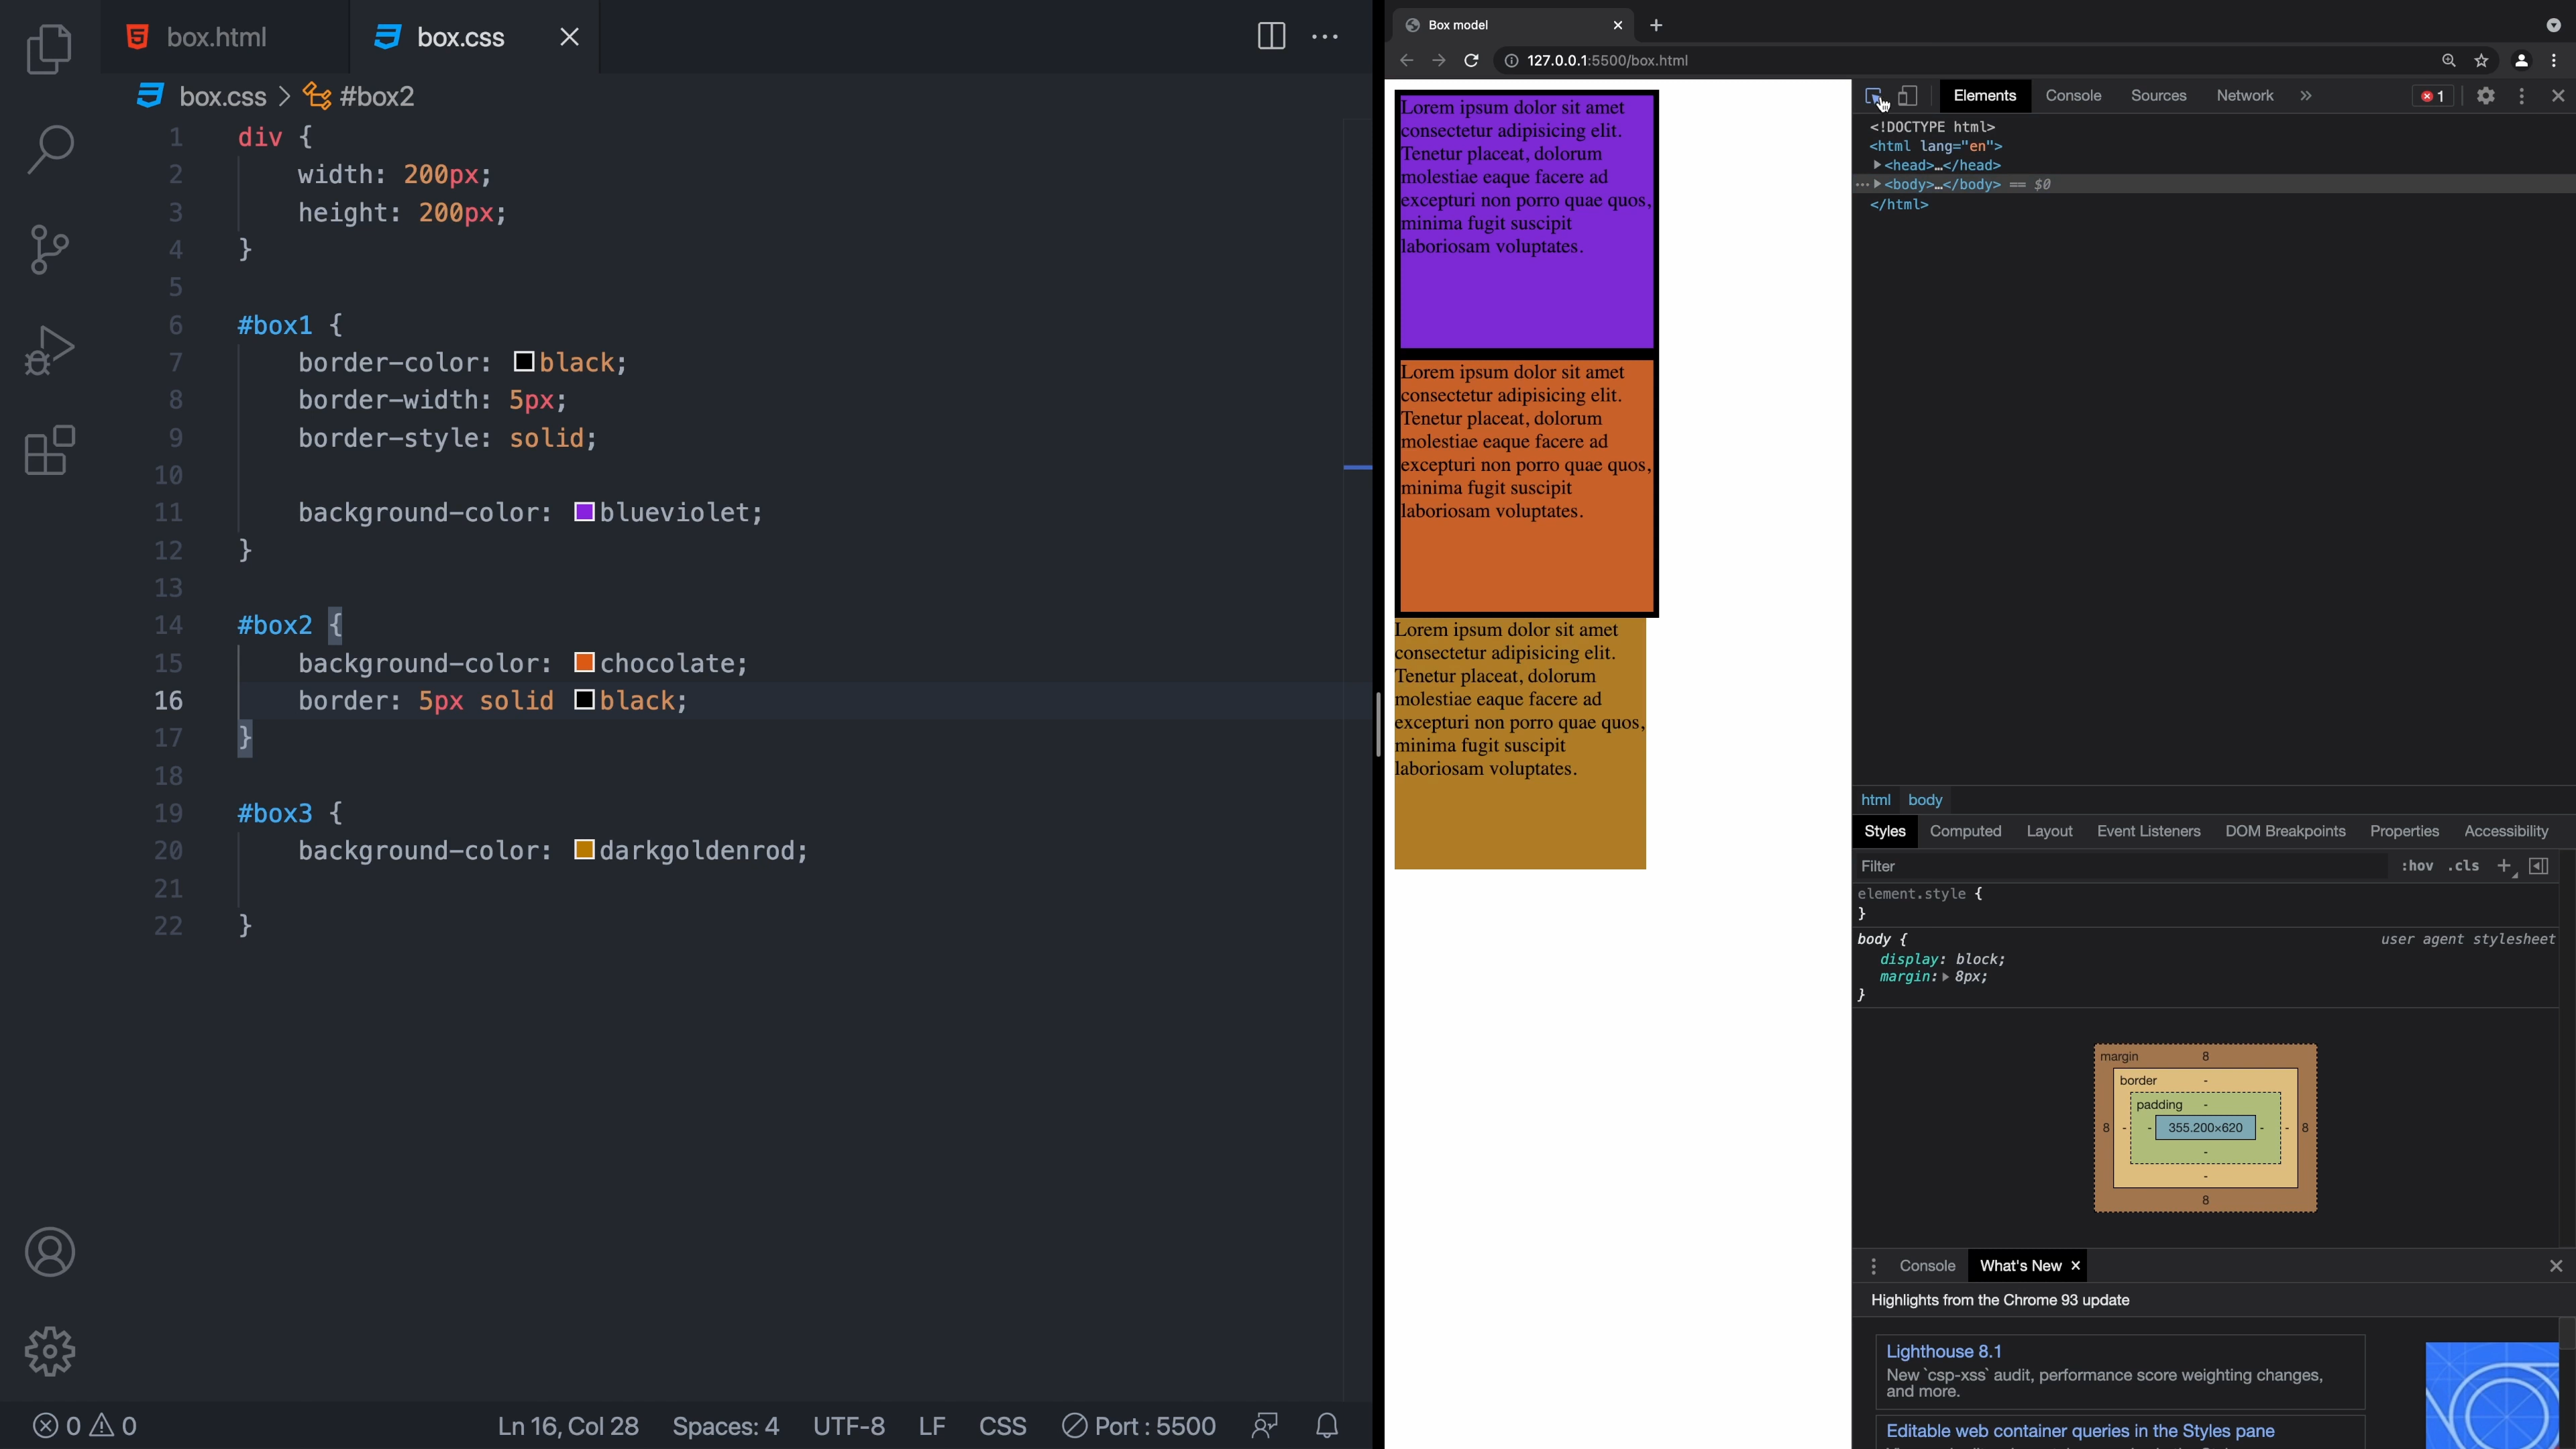 box.html
box.css
box.css > #box2
1 div {
2 width: 200px;
3 height: 200px;
4 }
5
6 #box1 {
7 border-color: black;
8 border-width: 5px;
9 border-style: solid;
10
11 background-color: blueviolet;
12 }
13
14 #box2 {
15 background-color: chocolate;
16 border: 5px solid black;
17 }
18
19 #box3 {
20 background-color: darkgoldenrod;
21
22 }
0 0 Ln 16, Col 28 Spaces: 4 UTF-8 LF CSS Port : 5500
Box model
127.0.0.1:5500/box.html
Lorem ipsum dolor sit amet
consectetur adipisicing elit.
Tenetur placeat, dolorum
molestiae eaque facere ad
excepturi non porro quae quos,
minima fugit suscipit
laboriosam voluptates.
Lorem ipsum dolor sit amet
consectetur adipisicing elit.
Tenetur placeat, dolorum
molestiae eaque facere ad
excepturi non porro quae quos,
minima fugit suscipit
laboriosam voluptates.
Lorem ipsum dolor sit amet
consectetur adipisicing elit.
Tenetur placeat, dolorum
molestiae eaque facere ad
excepturi non porro quae quos,
minima fugit suscipit
laboriosam voluptates.
Elements Console Sources Network » 1
<!DOCTYPE html>
<html lang="en">
<head>…</head>
<body>…</body> == $0
</html>
html body
Styles Computed Layout Event Listeners DOM Breakpoints Properties Accessibility
Filter :hov .cls +
element.style {
}
body { user agent stylesheet
display: block;
margin: 8px;
}
margin 8
border -
padding -
8 - - 355.200×620 - - 8
-
-
8
Console What's New
Highlights from the Chrome 93 update
Lighthouse 8.1
New `csp-xss` audit, performance score weighting changes,
and more.
Editable web container queries in the Styles pane